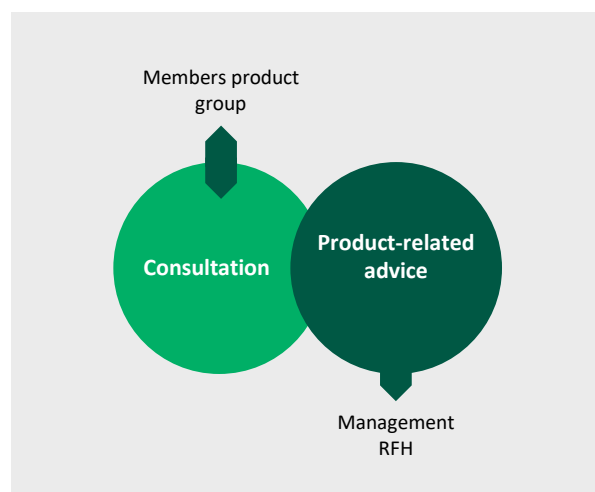 Members product
group
Consultation
Product-related
advice
Management
RFH